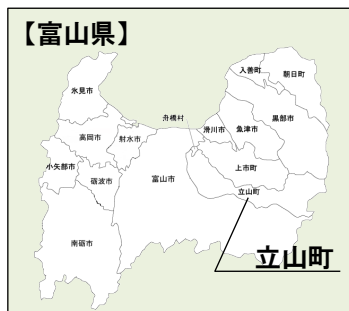 【富山県】
入善町
朝日町
氷見市
黒部市
舟橋村
滑川市
魚津市
高岡市
射水市
小矢部市
上市町
砺波市
富山市
立山町
南砺市
立山町